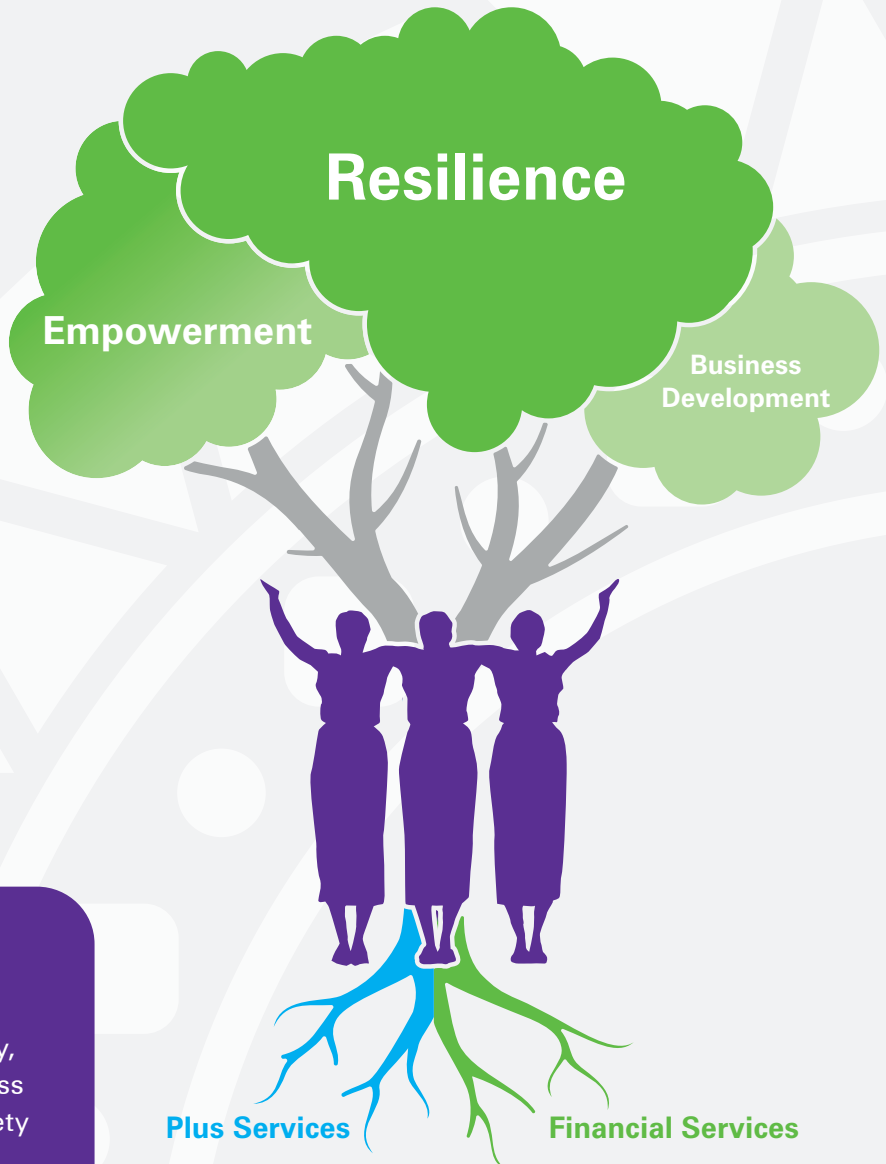 Resilience
Empowerment
Business
Development
Plus Services
Financial Services